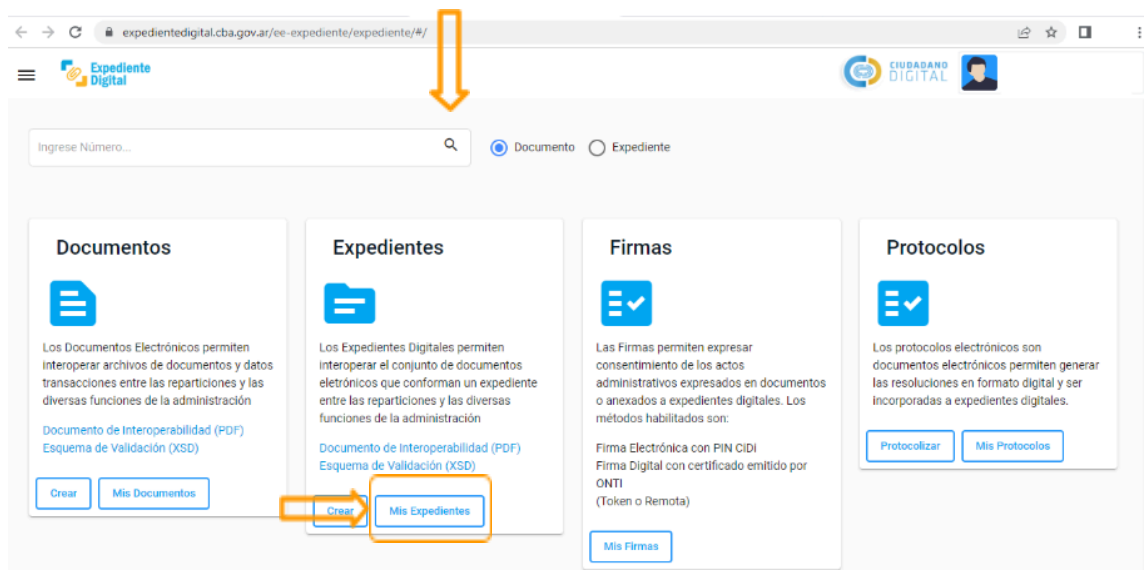 expedientedigital.cba.gov.ar/ee-expediente/expediente/#/
Expediente
Digital
CIUDADANO
DIGITAL
Ingrese Número...
Documento
Expediente
Documentos
Los Documentos Electrónicos permiten
interoperar archivos de documentos y datos
transacciones entre las reparticiones y las
diversas funciones de la administración
Documento de Interoperabilidad (PDF)
Esquema de Validación (XSD)
Crear
Mis Documentos
Expedientes
Los Expedientes Digitales permiten
interoperar el conjunto de documentos
eletrónicos que conforman un expediente
entre las reparticiones y las diversas
funciones de la administración
Documento de Interoperabilidad (PDF)
Esquema de Validación (XSD)
Crear
Mis Expedientes
Firmas
Las Firmas permiten expresar
consentimiento de los actos
administrativos expresados en documentos
o anexados a expedientes digitales. Los
métodos habilitados son:
Firma Electrónica con PIN CiDi
Firma Digital con certificado emitido por
ONTI
(Token o Remota)
Mis Firmas
Protocolos
Los protocolos electrónicos son
documentos electrónicos permiten generar
las resoluciones en formato digital y ser
incorporadas a expedientes digitales.
Protocolizar
Mis Protocolos